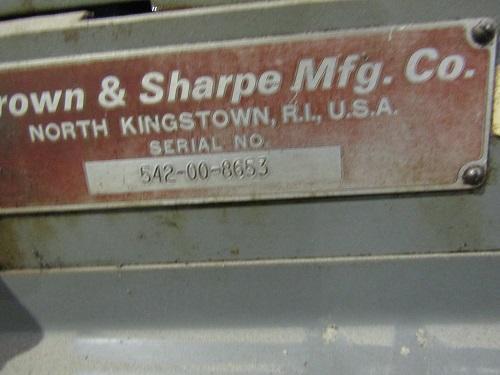 rown & Sharpe Mfg. Co.
NORTH KINGSTOWN, R.I., U.S.A.
SERIAL NO.
542-00-8653